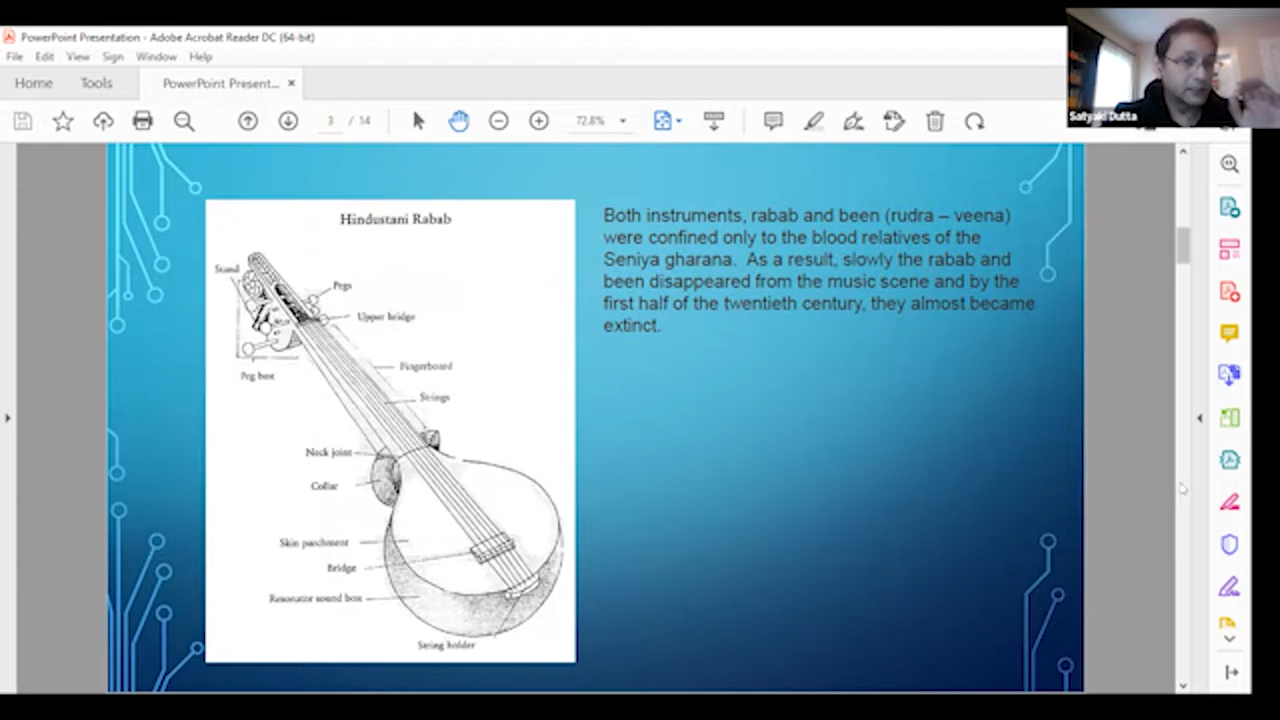 PowerPoint Presentation - Adobe Acrobat Reader DC (64-bit)
File Edit View Sign Window Help
Home Tools PowerPoint Present... ×
3 / 14 72.8%
Satyaki Dutta
Hindustani Rabab
Stand
Pegs
Upper bridge
Fingerboard
Peg box
Strings
Neck joint
Collar
Skin parchment
Bridge
Resonator sound box
String holder
Both instruments, rabab and been (rudra – veena)
were confined only to the blood relatives of the
Seniya gharana. As a result, slowly the rabab and
been disappeared from the music scene and by the
first half of the twentieth century, they almost became
extinct.